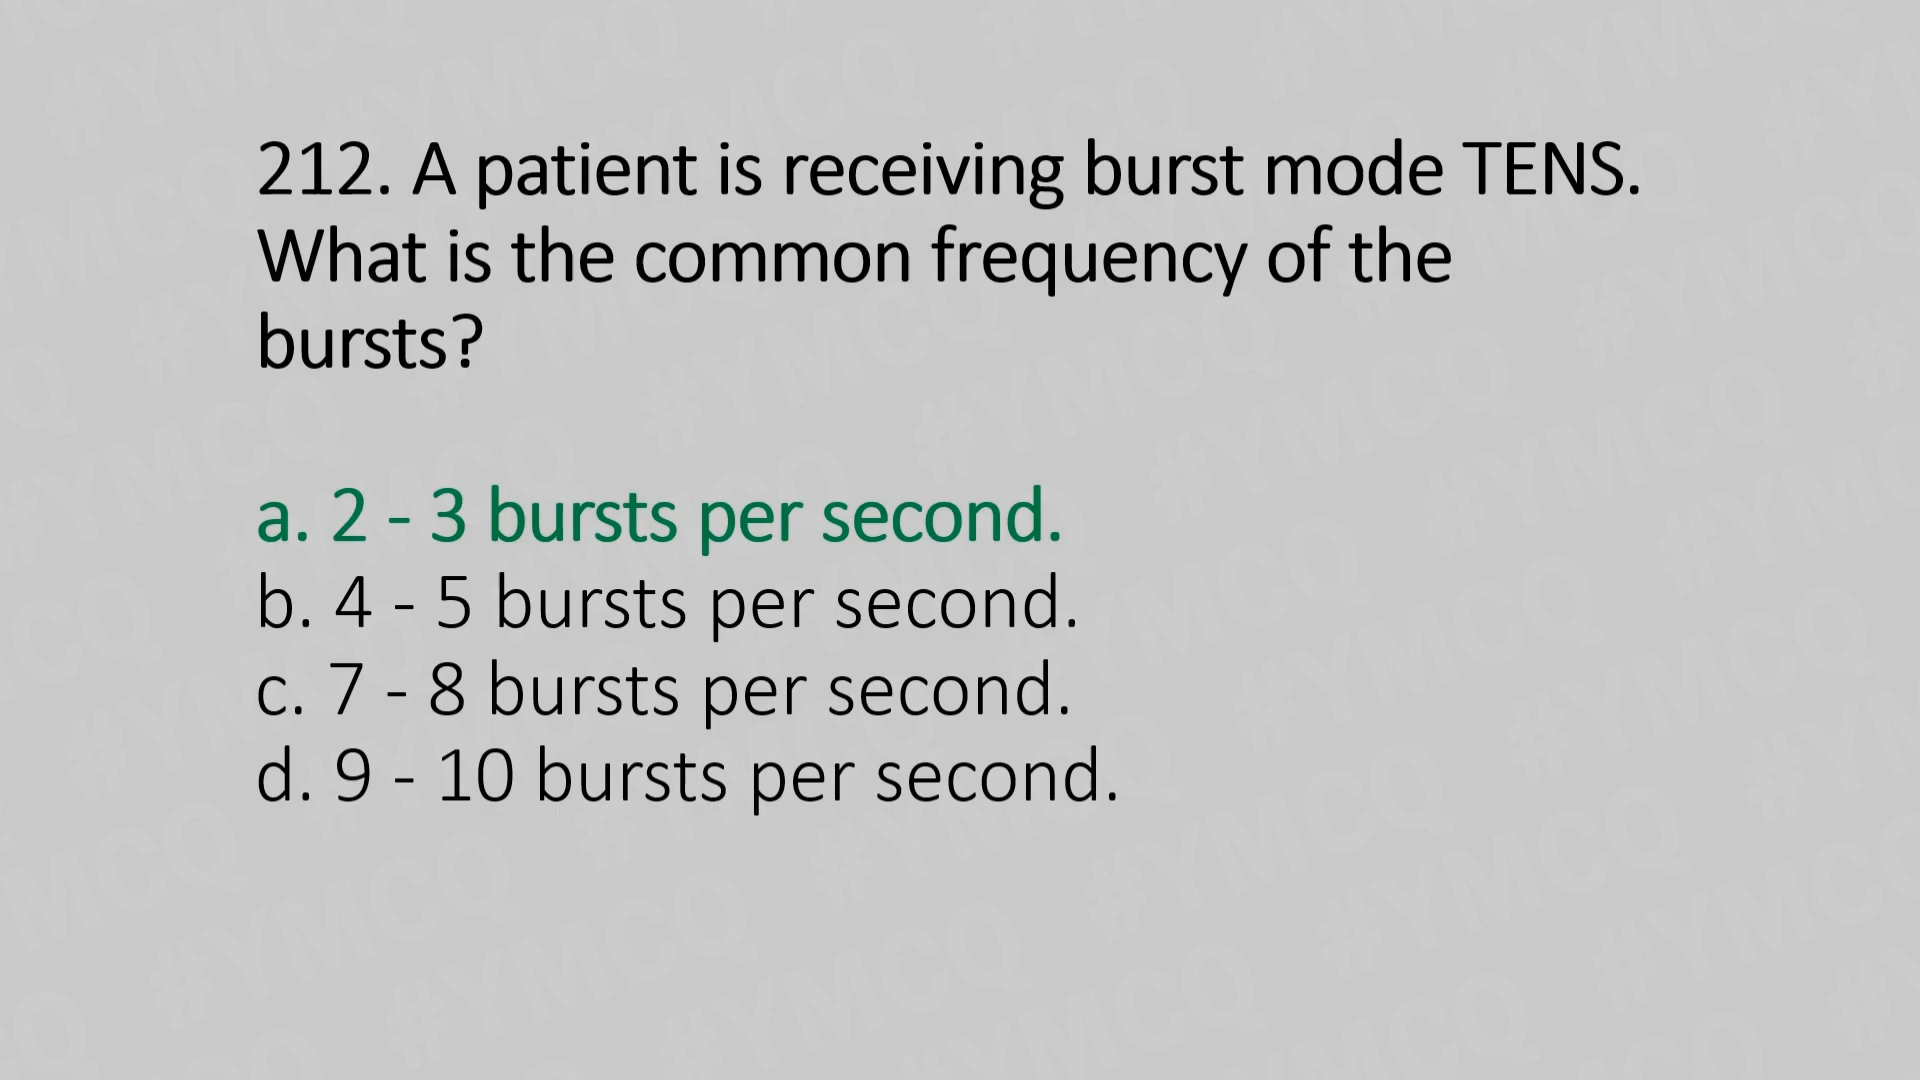 212. A patient is receiving burst mode TENS.
What is the common frequency of the
bursts?
a. 2 - 3 bursts per second.
b. 4 - 5 bursts per second.
c. 7 - 8 bursts per second.
d. 9 - 10 bursts per second.
#YMCQ